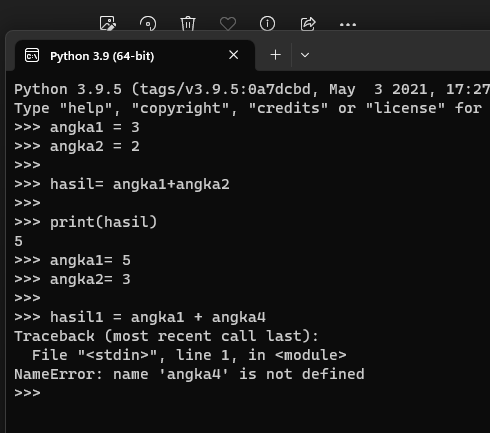 Python 3.9 (64-bit)
Python 3.9.5 (tags/v3.9.5:0a7dcbd, May  3 2021, 17:27
Type "help", "copyright", "credits" or "license" for
>>> angka1 = 3
>>> angka2 = 2
>>>
>>> hasil= angka1+angka2
>>>
>>> print(hasil)
5
>>> angka1= 5
>>> angka2= 3
>>>
>>> hasil1 = angka1 + angka4
Traceback (most recent call last):
  File "<stdin>", line 1, in <module>
NameError: name 'angka4' is not defined
>>>